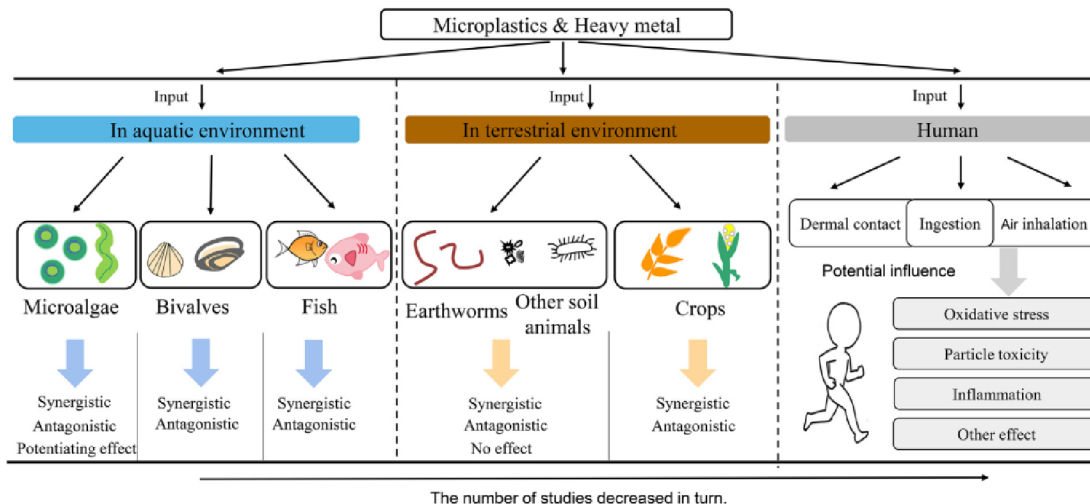 Microplastics & Heavy metal
Input
In aquatic environment
Microalgae
Bivalves
Fish
Synergistic
Antagonistic
Potentiating effect
Synergistic
Antagonistic
Synergistic
Antagonistic
Input
In terrestrial environment
Earthworms
Other soil
animals
Crops
Synergistic
Antagonistic
No effect
Synergistic
Antagonistic
Input
Human
Dermal contact
Ingestion
Air inhalation
Potential influence
Oxidative stress
Particle toxicity
Inflammation
Other effect
The number of studies decreased in turn.